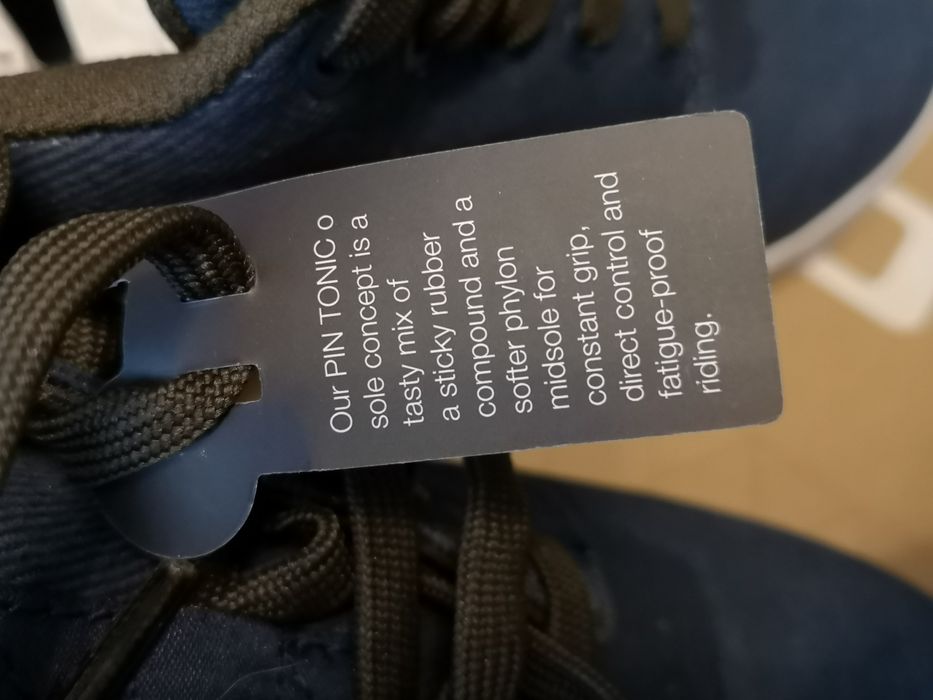 Our PIN TONIC o
sole concept is a
tasty mix of
a sticky rubber
compound and a
softer phylon
midsole for
constant grip,
direct control and
fatigue-proof
riding.